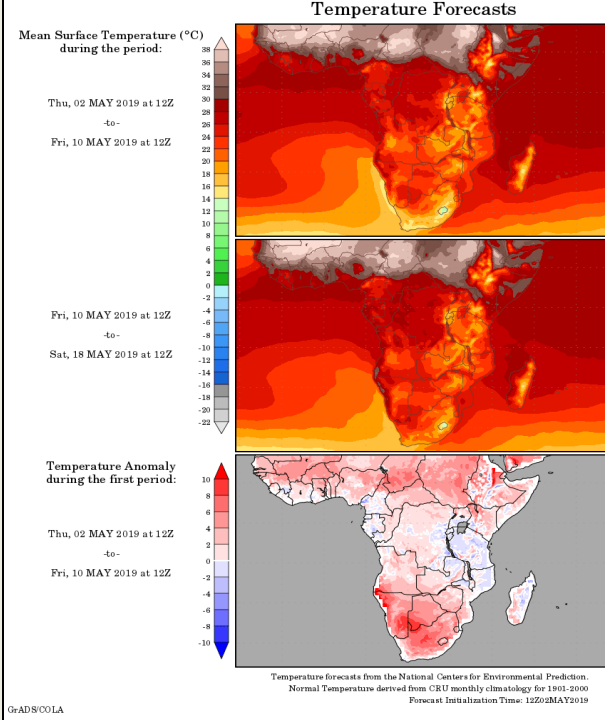 Temperature Forecasts
Mean Surface Temperature (°C)
during the period:
Thu, 02 MAY 2019 at 12Z
-to-
Fri, 10 MAY 2019 at 12Z
38
36
34
32
30
28
26
24
22
20
18
16
14
12
10
8
6
4
2
0
-2
-4
-6
-8
-10
-12
-14
-16
-18
-20
-22
Fri, 10 MAY 2019 at 12Z
-to-
Sat, 18 MAY 2019 at 12Z
Temperature Anomaly
during the first period:
Thu, 02 MAY 2019 at 12Z
-to-
Fri, 10 MAY 2019 at 12Z
10
8
6
4
2
0
-2
-4
-6
-8
-10
Temperature forecasts from the National Centers for Environmental Prediction.
Normal Temperature derived from CRU monthly climatology for 1901-2000
Forecast Initialization Time: 12Z02MAY2019
GrADS/COLA